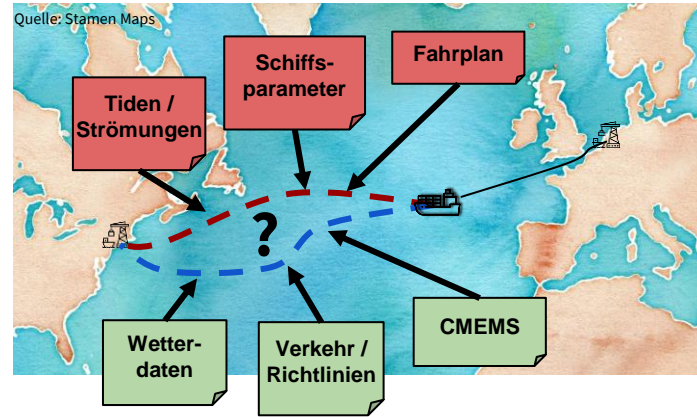 Quelle: Stamen Maps
Schiffs-
parameter
Fahrplan
Tiden /
Strömungen
?
Wetter-
daten
Verkehr /
Richtlinien
CMEMS